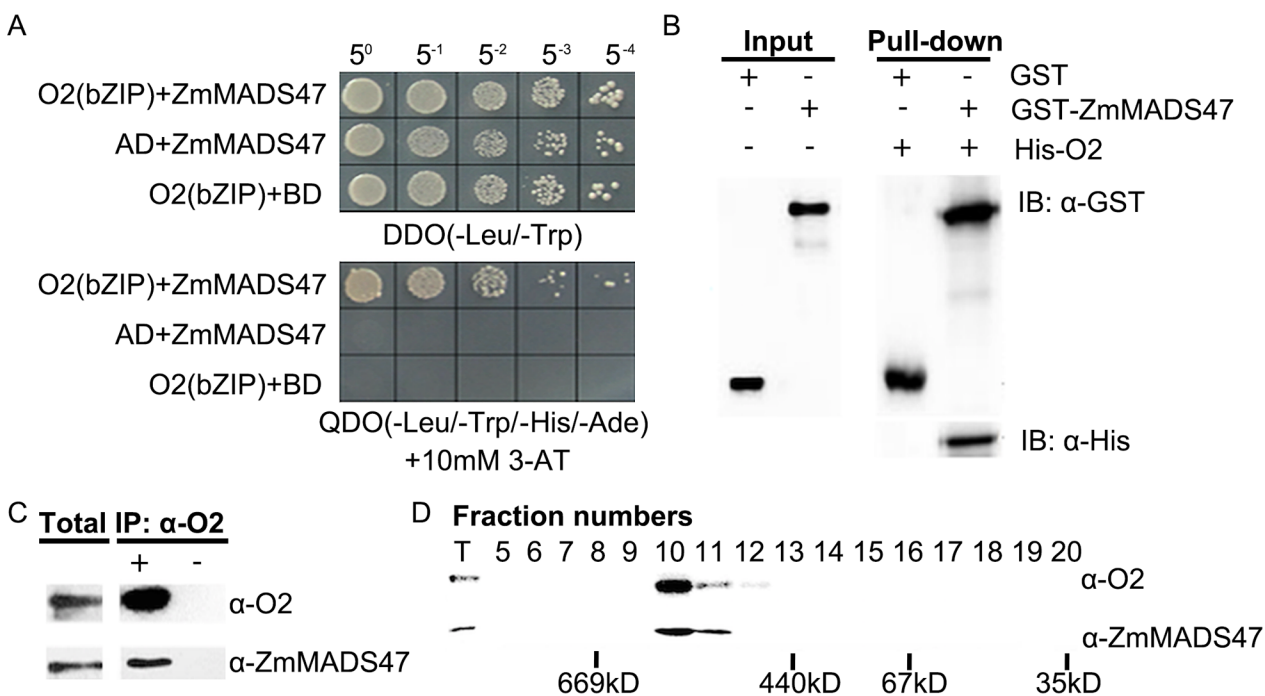 A
5⁰ 5⁻¹ 5⁻² 5⁻³ 5⁻⁴
O2(bZIP)+ZmMADS47
AD+ZmMADS47
O2(bZIP)+BD
DDO(-Leu/-Trp)
O2(bZIP)+ZmMADS47
AD+ZmMADS47
O2(bZIP)+BD
QDO(-Leu/-Trp/-His/-Ade)
+10mM 3-AT
B
Input Pull-down
+ - + - GST
- + - + GST-ZmMADS47
- - + + His-O2
IB: α-GST
IB: α-His
C
Total IP: α-O2
+ -
α-O2
α-ZmMADS47
D
Fraction numbers
T 5 6 7 8 9 10 11 12 13 14 15 16 17 18 19 20
α-O2
α-ZmMADS47
669kD 440kD 67kD 35kD